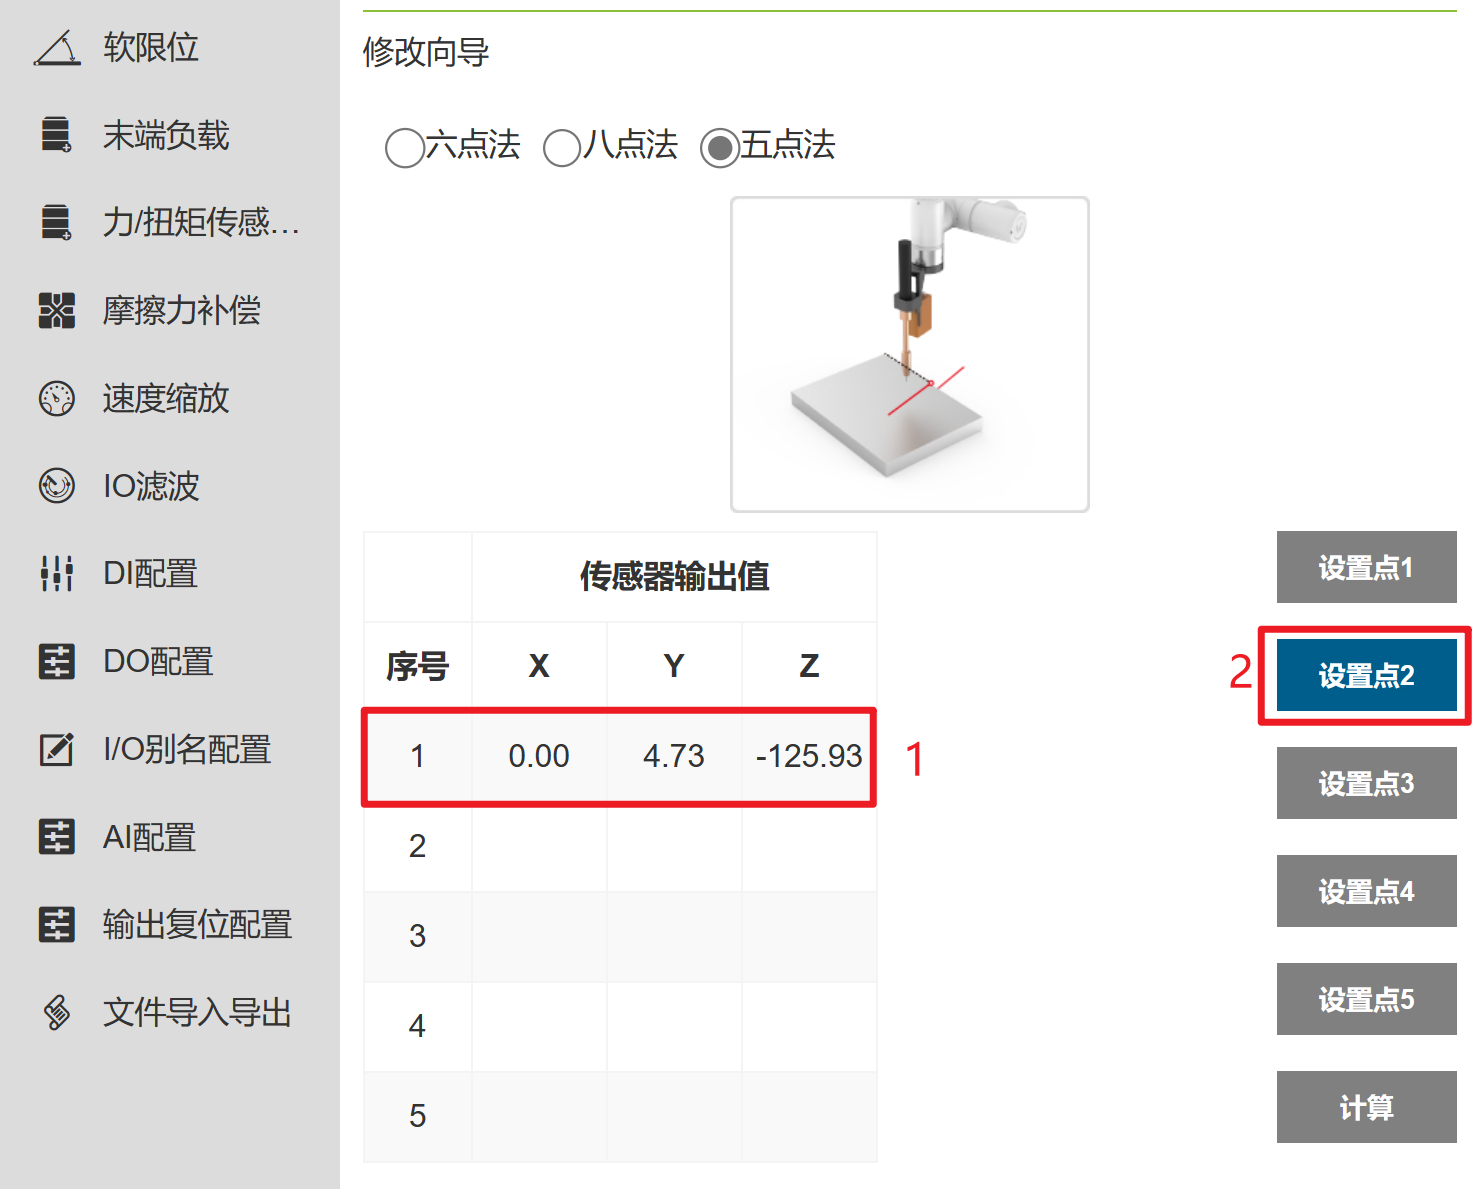 软限位
末端负载
力/扭矩传感...
摩擦力补偿
速度缩放
IO滤波
DI配置
DO配置
I/O别名配置
AI配置
输出复位配置
文件导入导出
修改向导
六点法 八点法 五点法
传感器输出值
序号 X Y Z
1 0.00 4.73 -125.93 1
2
3
4
5
设置点1
2 设置点2
设置点3
设置点4
设置点5
计算